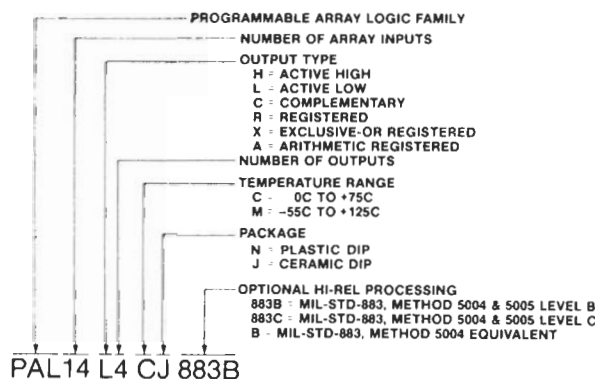 PROGRAMMABLE ARRAY LOGIC FAMILY
NUMBER OF ARRAY INPUTS
OUTPUT TYPE
H = ACTIVE HIGH
L = ACTIVE LOW
C = COMPLEMENTARY
R = REGISTERED
X = EXCLUSIVE-OR REGISTERED
A = ARITHMETIC REGISTERED
NUMBER OF OUTPUTS
TEMPERATURE RANGE
C - 0C TO +75C
M - -55C TO +125C
PACKAGE
N = PLASTIC DIP
J = CERAMIC DIP
OPTIONAL HI-REL PROCESSING
883B = MIL-STD-883, METHOD 5004 & 5005 LEVEL B
883C = MIL-STD-883, METHOD 5004 & 5005 LEVEL C
B - MIL-STD-883, METHOD 5004 EQUIVALENT
PAL14 L4 CJ 883B